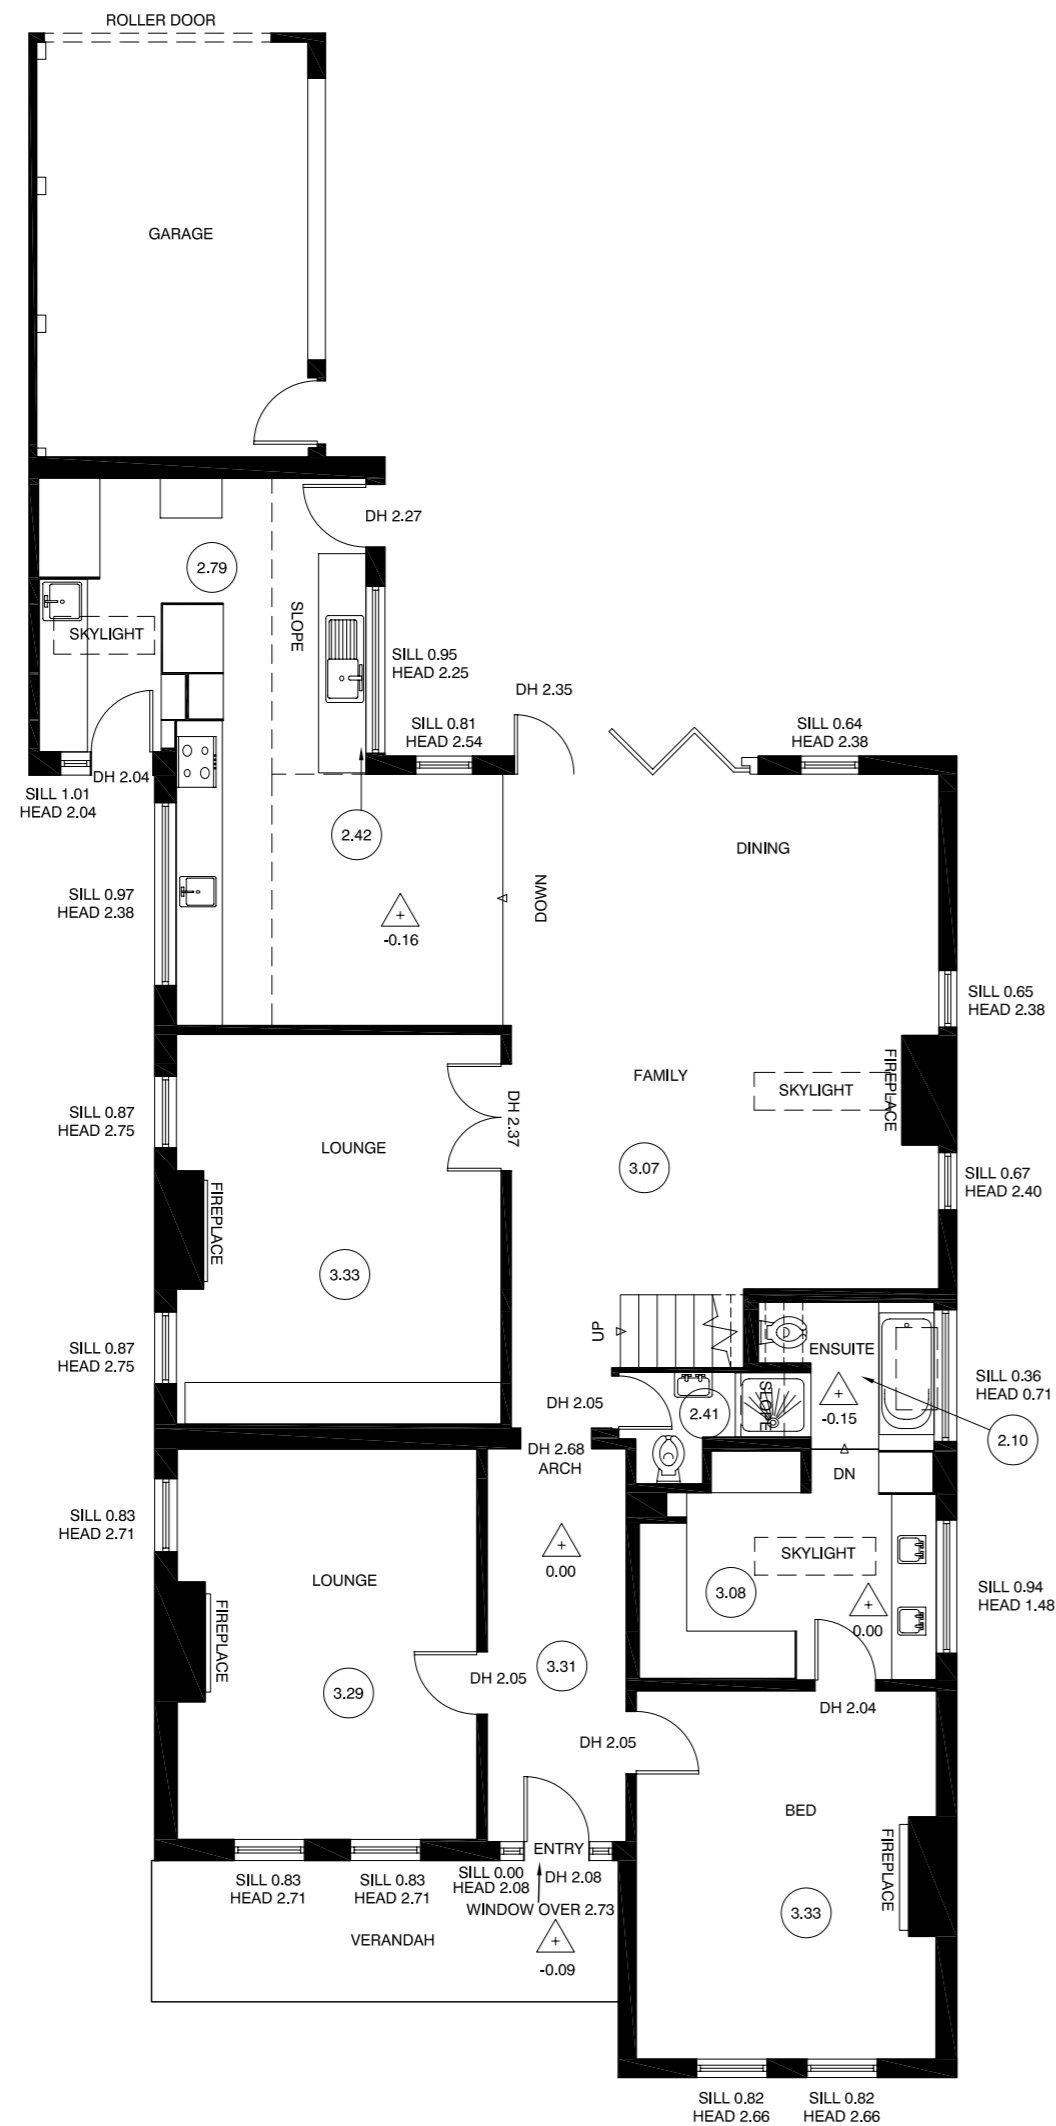 ROLLER DOOR
GARAGE
DH 2.27
2.79
SLOPE
SKYLIGHT
SILL 0.95
HEAD 2.25
DH 2.35
SILL 0.81
HEAD 2.54
SILL 0.64
HEAD 2.38
DH 2.04
SILL 1.01
HEAD 2.04
2.42
DINING
SILL 0.97
HEAD 2.38
DOWN
+
-0.16
SILL 0.65
HEAD 2.38
FAMILY
SKYLIGHT
FIREPLACE
SILL 0.87
HEAD 2.75
DH 2.37
LOUNGE
3.07
SILL 0.67
HEAD 2.40
FIREPLACE
3.33
UP
SILL 0.87
HEAD 2.75
ENSUITE
SILL 0.36
HEAD 0.71
DH 2.05
2.41
SLOPE
+
-0.15
2.10
DH 2.68
ARCH
DN
SILL 0.83
HEAD 2.71
+
0.00
SKYLIGHT
LOUNGE
3.08
+
0.00
SILL 0.94
HEAD 1.48
FIREPLACE
3.31
DH 2.05
3.29
DH 2.04
DH 2.05
BED
ENTRY
FIREPLACE
SILL 0.83
HEAD 2.71
SILL 0.83
HEAD 2.71
SILL 0.00
HEAD 2.08
DH 2.08
WINDOW OVER 2.73
3.33
VERANDAH
+
-0.09
SILL 0.82
HEAD 2.66
SILL 0.82
HEAD 2.66